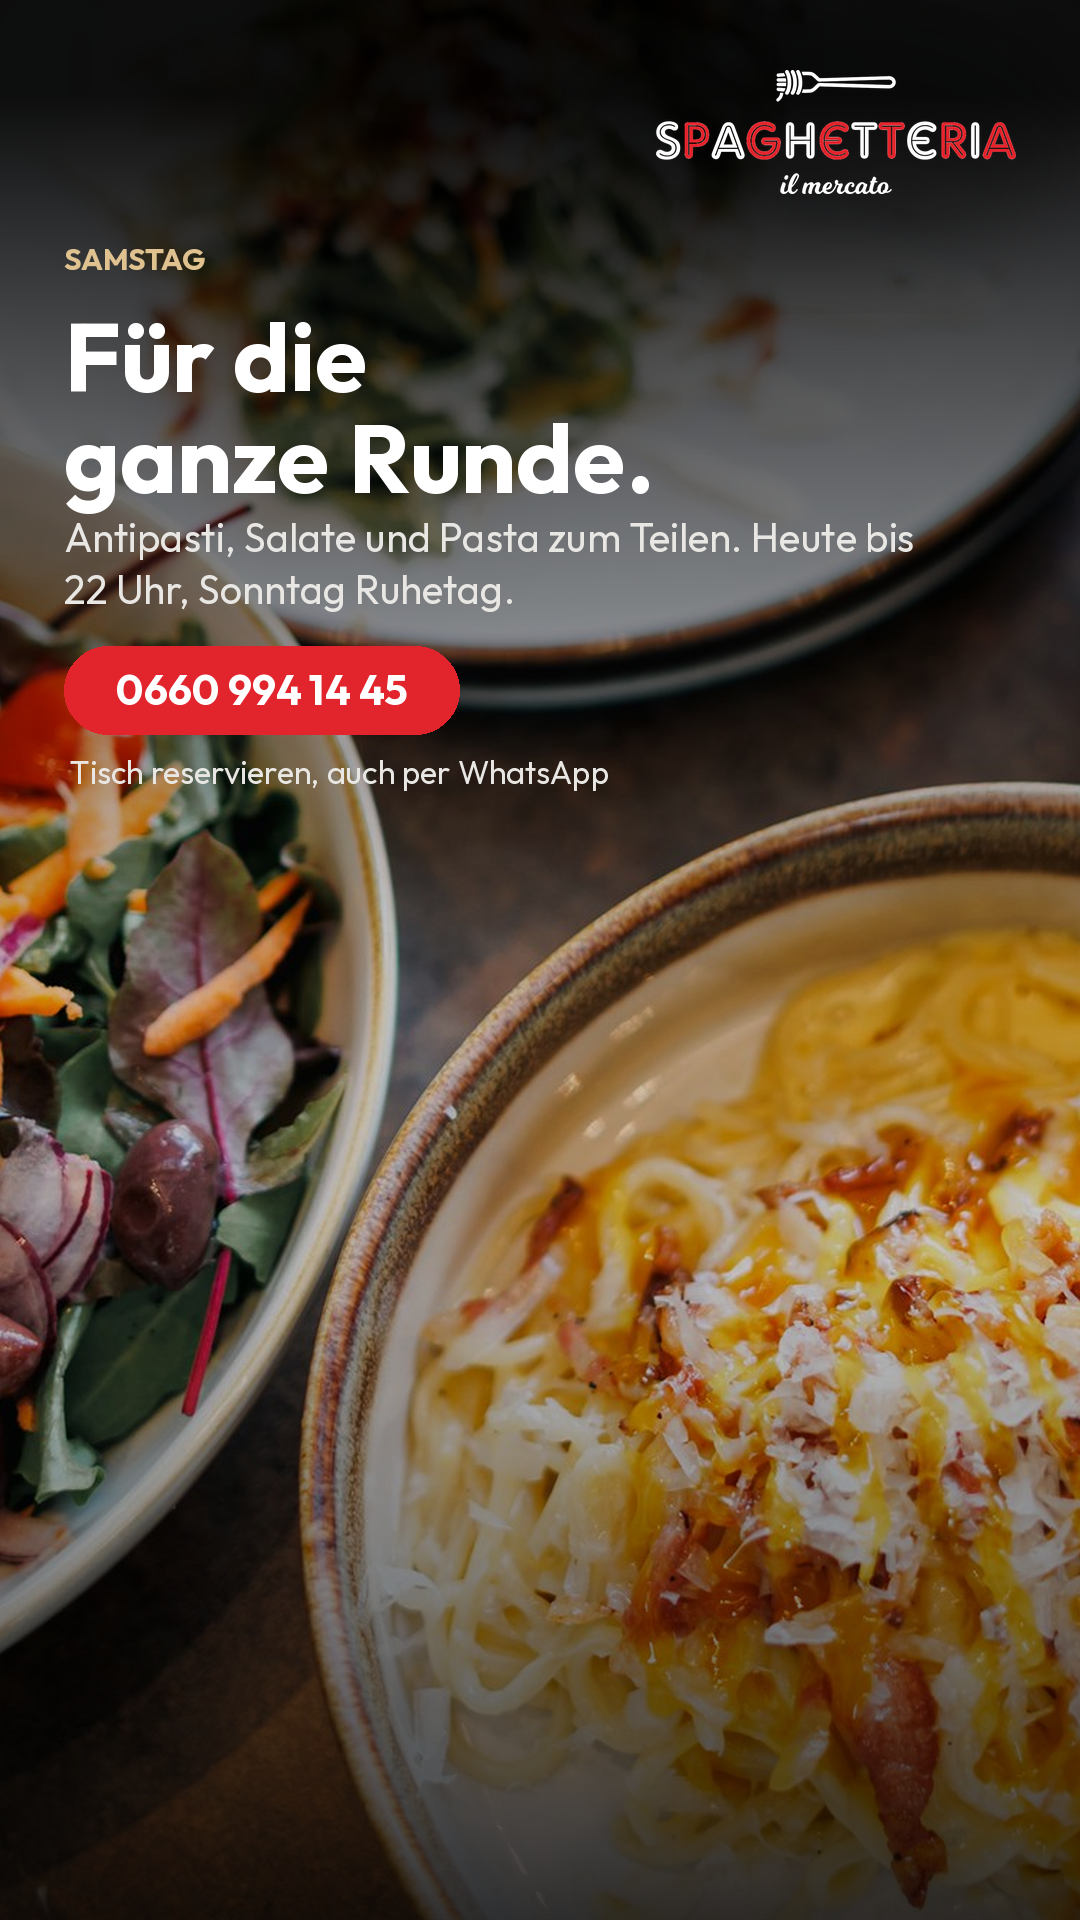 SPAGHETTERIA
il mercato
SAMSTAG
Für die
ganze Runde.
Antipasti, Salate und Pasta zum Teilen. Heute bis
22 Uhr, Sonntag Ruhetag.
0660 994 14 45
Tisch reservieren, auch per WhatsApp